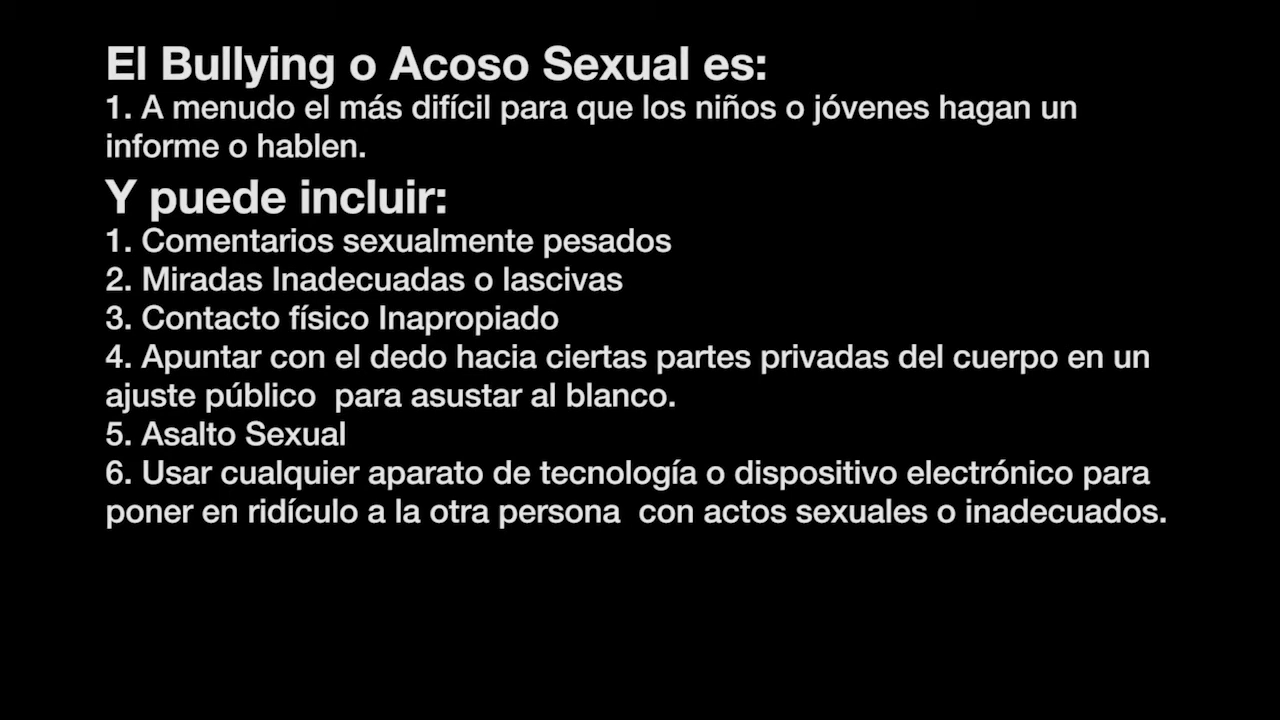 El Bullying o Acoso Sexual es:
1. A menudo el más difícil para que los niños o jóvenes hagan un
informe o hablen.
Y puede incluir:
1. Comentarios sexualmente pesados
2. Miradas Inadecuadas o lascivas
3. Contacto físico Inapropiado
4. Apuntar con el dedo hacia ciertas partes privadas del cuerpo en un
ajuste público  para asustar al blanco.
5. Asalto Sexual
6. Usar cualquier aparato de tecnología o dispositivo electrónico para
poner en ridículo a la otra persona  con actos sexuales o inadecuados.